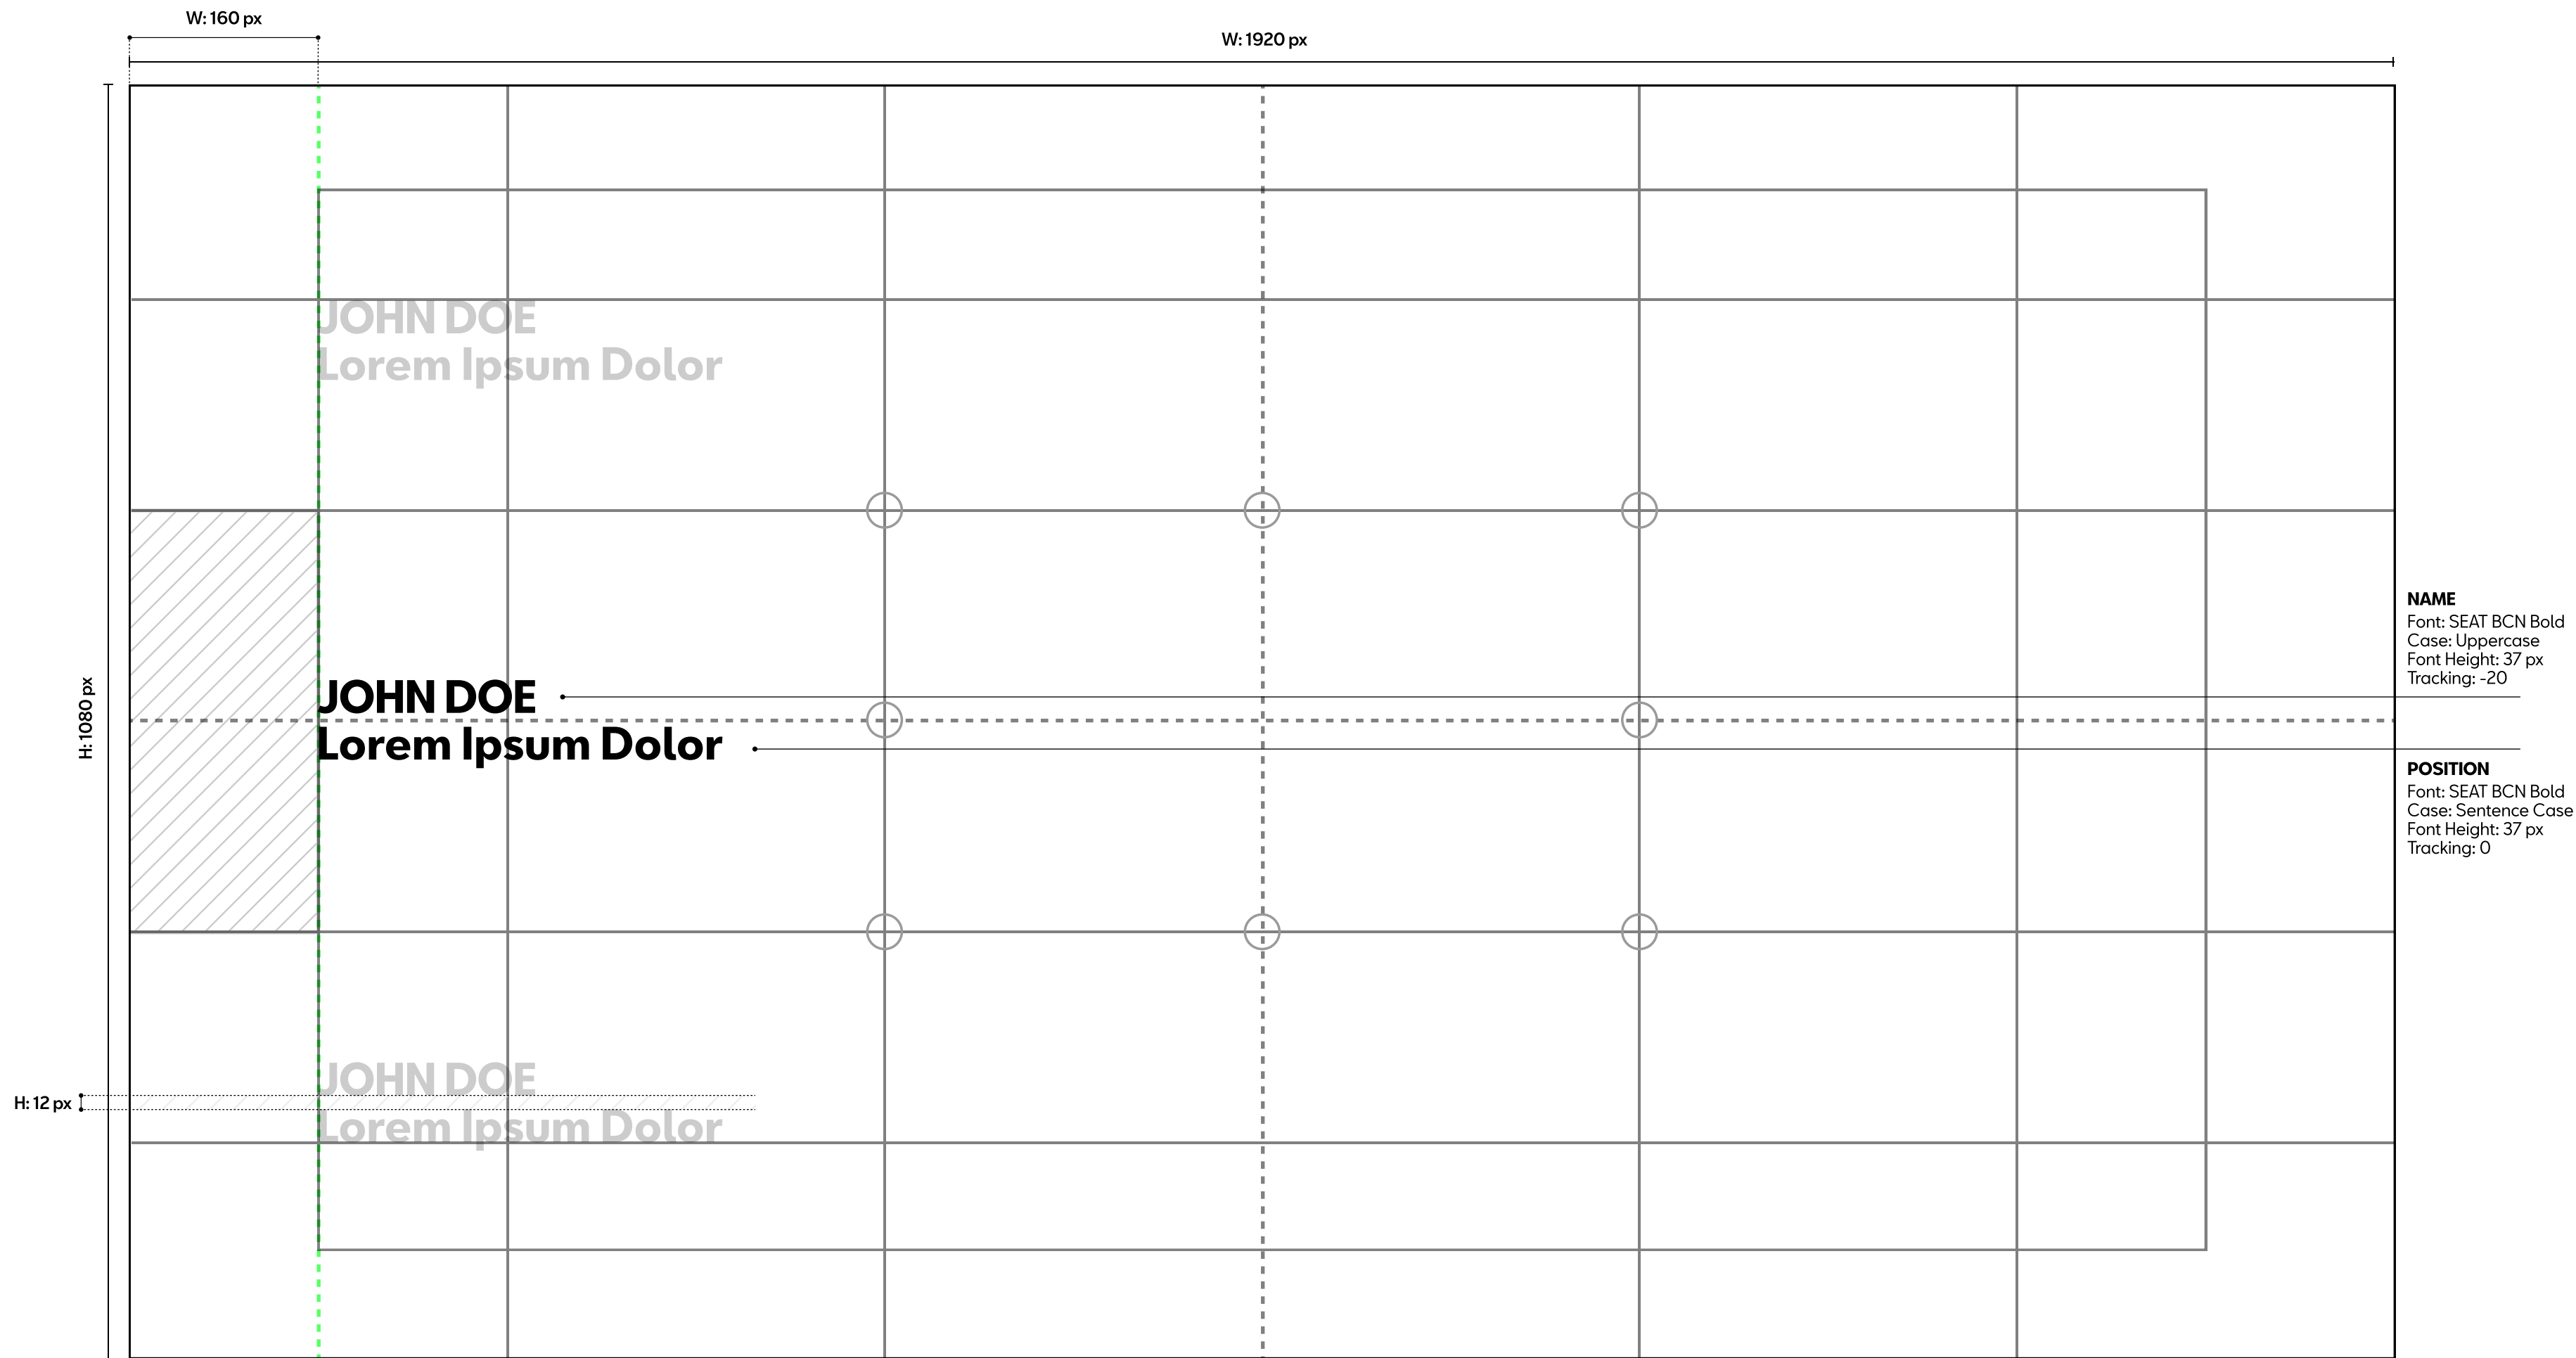 W: 160 px
W: 1920 px
JOHN DOE
Lorem Ipsum Dolor
H: 1080 px
JOHN DOE
Lorem Ipsum Dolor
NAME
Font: SEAT BCN Bold
Case: Uppercase
Font Height: 37 px
Tracking: -20
POSITION
Font: SEAT BCN Bold
Case: Sentence Case
Font Height: 37 px
Tracking: 0
H: 12 px
JOHN DOE
Lorem Ipsum Dolor